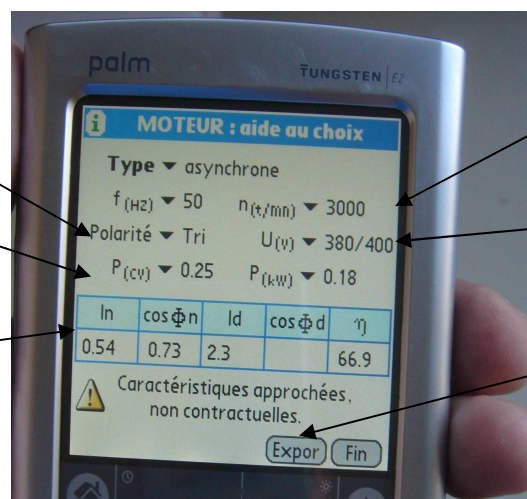 palm
TUNGSTEN E2
MOTEUR : aide au choix
Type asynchrone
f (HZ) 50 n(t,/mn) 3000
Polarité Tri U(v) 380/400
P(cv) 0.25 P(kW) 0.18
In cosΦn Id cosΦd η
0.54 0.73 2.3 66.9
Caractéristiques approchées,
non contractuelles.
Expor Fin